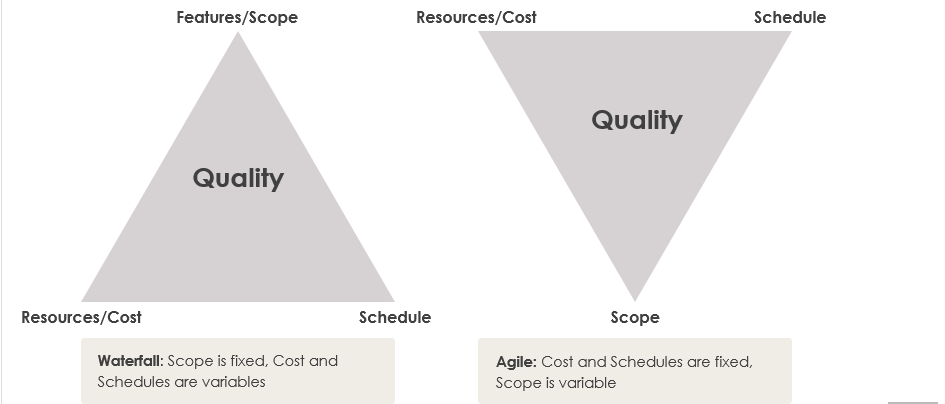 Features/Scope
Quality
Resources/Cost
Schedule
Waterfall: Scope is fixed, Cost and
Schedules are variables
Resources/Cost
Schedule
Quality
Scope
Agile: Cost and Schedules are fixed,
Scope is variable